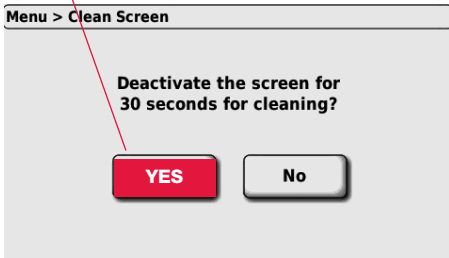 Menu > Clean Screen
Deactivate the screen for
30 seconds for cleaning?
YES
No